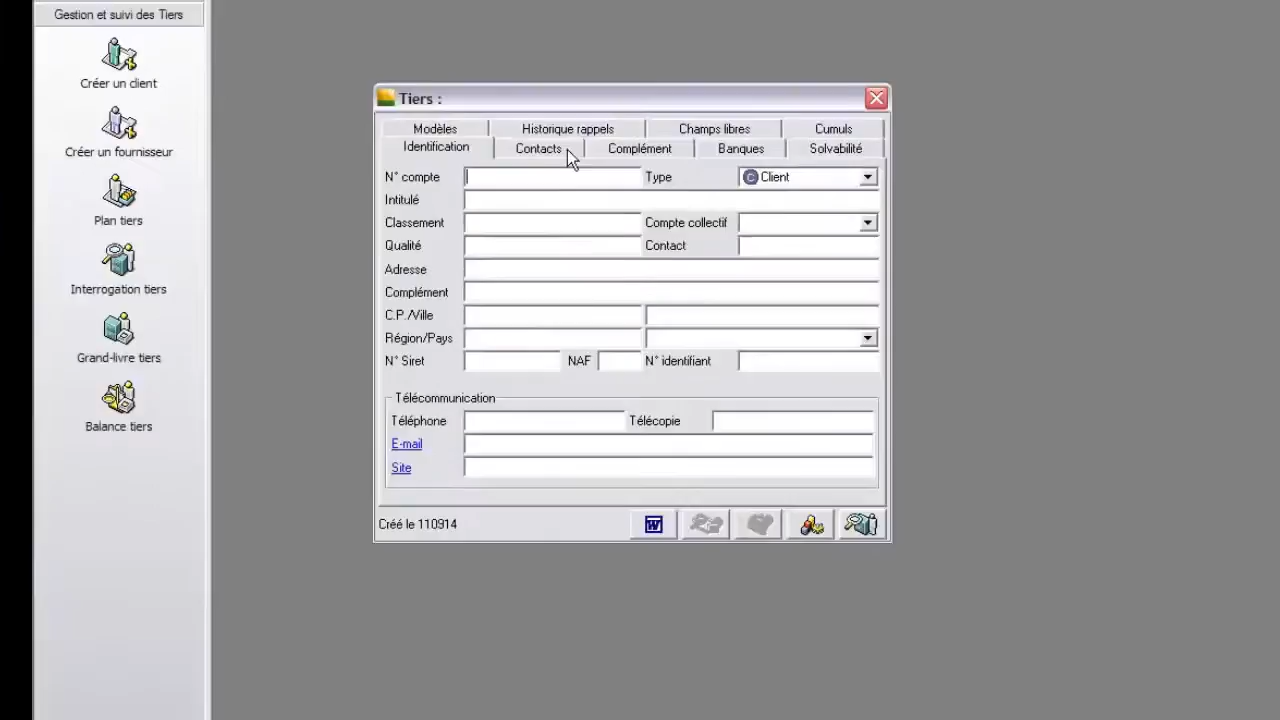 Gestion et suivi des Tiers
Créer un client
Créer un fournisseur
Plan tiers
Interrogation tiers
Grand-livre tiers
Balance tiers
Tiers :
Modèles Historique rappels Champs libres Cumuls
Identification Contacts Complément Banques Solvabilité
N° compte Type C Client
Intitulé
Classement Compte collectif
Qualité Contact
Adresse
Complément
C.P./Ville
Région/Pays
N° Siret NAF N° identifiant
Télécommunication
Téléphone Télécopie
E-mail
Site
Créé le 110914 W